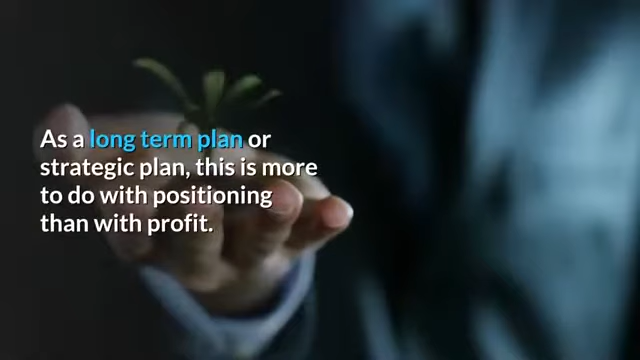 As a long term plan or
strategic plan, this is more
to do with positioning
than with profit.